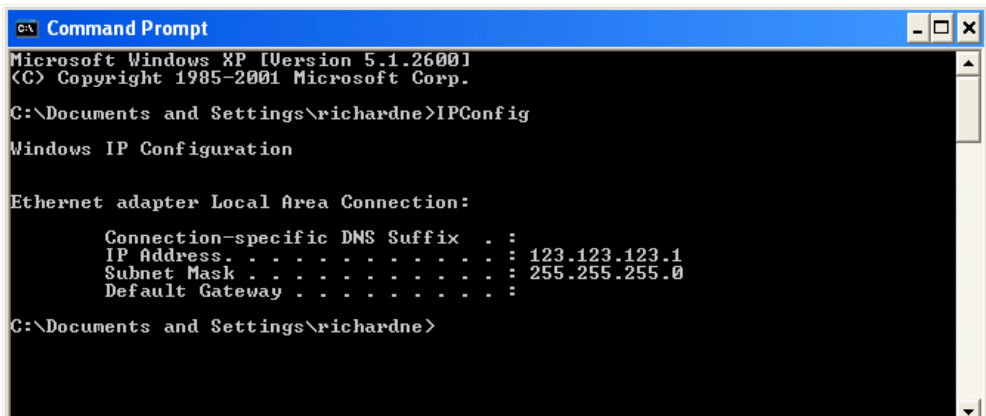 Command Prompt
Microsoft Windows XP [Version 5.1.2600]
(C) Copyright 1985-2001 Microsoft Corp.
C:\Documents and Settings\richardne>IPConfig
Windows IP Configuration
Ethernet adapter Local Area Connection:
Connection-specific DNS Suffix . :
IP Address. . . . . . . . . . . . : 123.123.123.1
Subnet Mask . . . . . . . . . . . : 255.255.255.0
Default Gateway . . . . . . . . . :
C:\Documents and Settings\richardne>